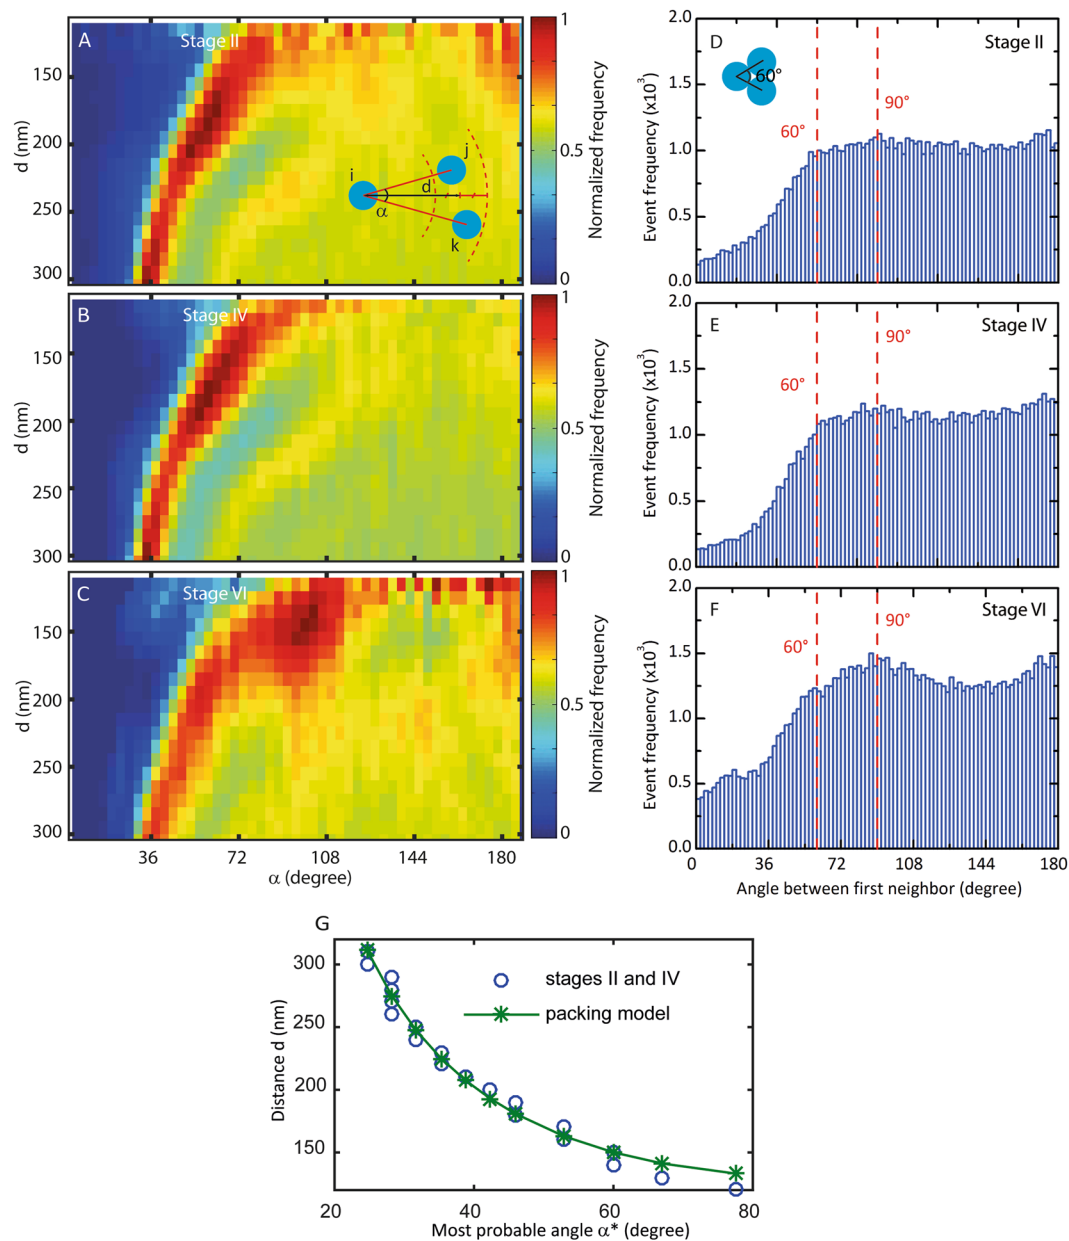 A
Stage II
d (nm)
150
200
250
300
i
j
k
d
α
1
0.5
0
Normalized frequency
B
Stage IV
d (nm)
150
200
250
300
1
0.5
0
Normalized frequency
C
Stage VI
d (nm)
150
200
250
300
36
72
108
144
180
α (degree)
1
0.5
0
Normalized frequency
D
60°
Stage II
60°
90°
Event frequency (x10³)
2.0
1.5
1.0
0.5
0.0
E
Stage IV
60°
90°
Event frequency (x10³)
2.0
1.5
1.0
0.5
0.0
F
Stage VI
60°
90°
Event frequency (x10³)
2.0
1.5
1.0
0.5
0.0
0
36
72
108
144
180
Angle between first neighbor (degree)
G
Distance d (nm)
300
250
200
150
stages II and IV
packing model
20
40
60
80
Most probable angle α* (degree)